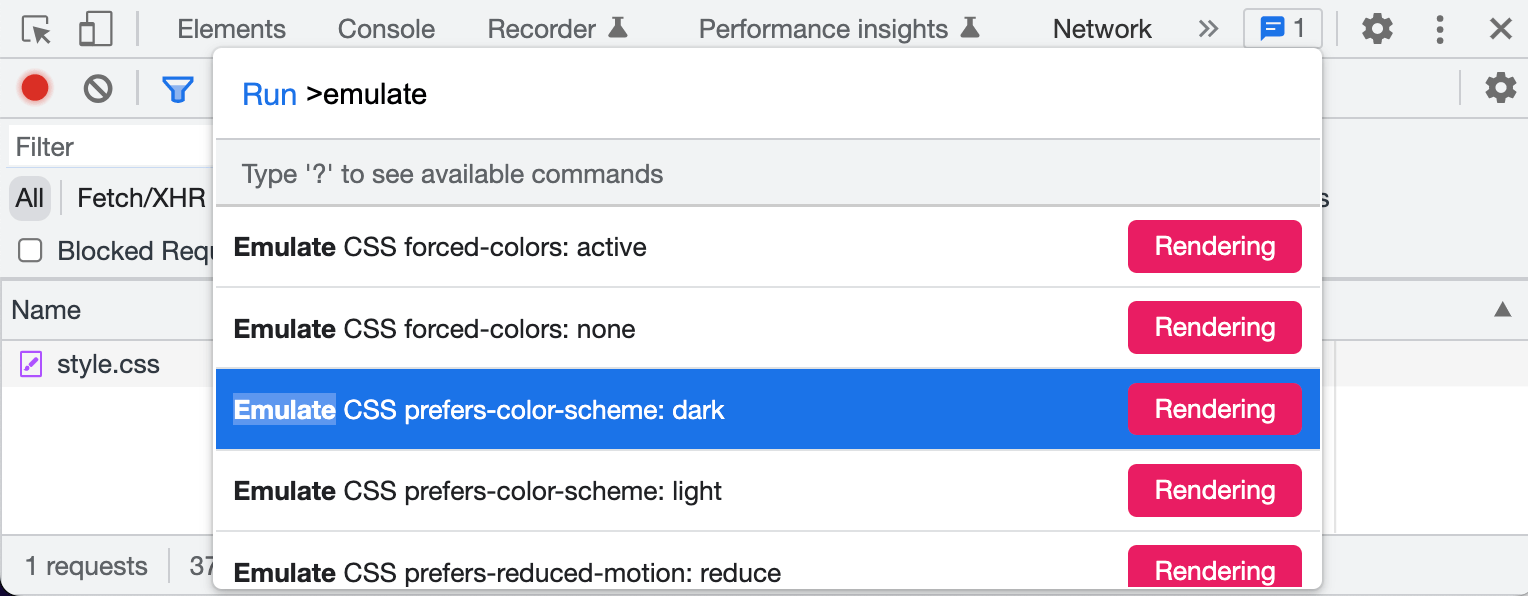 Elements Console Recorder Performance insights Network 1
Run >emulate
Filter
Type '?' to see available commands
All Fetch/XHR
Emulate CSS forced-colors: active Rendering
Blocked Requ
Name
Emulate CSS forced-colors: none Rendering
style.css
Emulate CSS prefers-color-scheme: dark Rendering
Emulate CSS prefers-color-scheme: light Rendering
1 requests 37
Emulate CSS prefers-reduced-motion: reduce Rendering